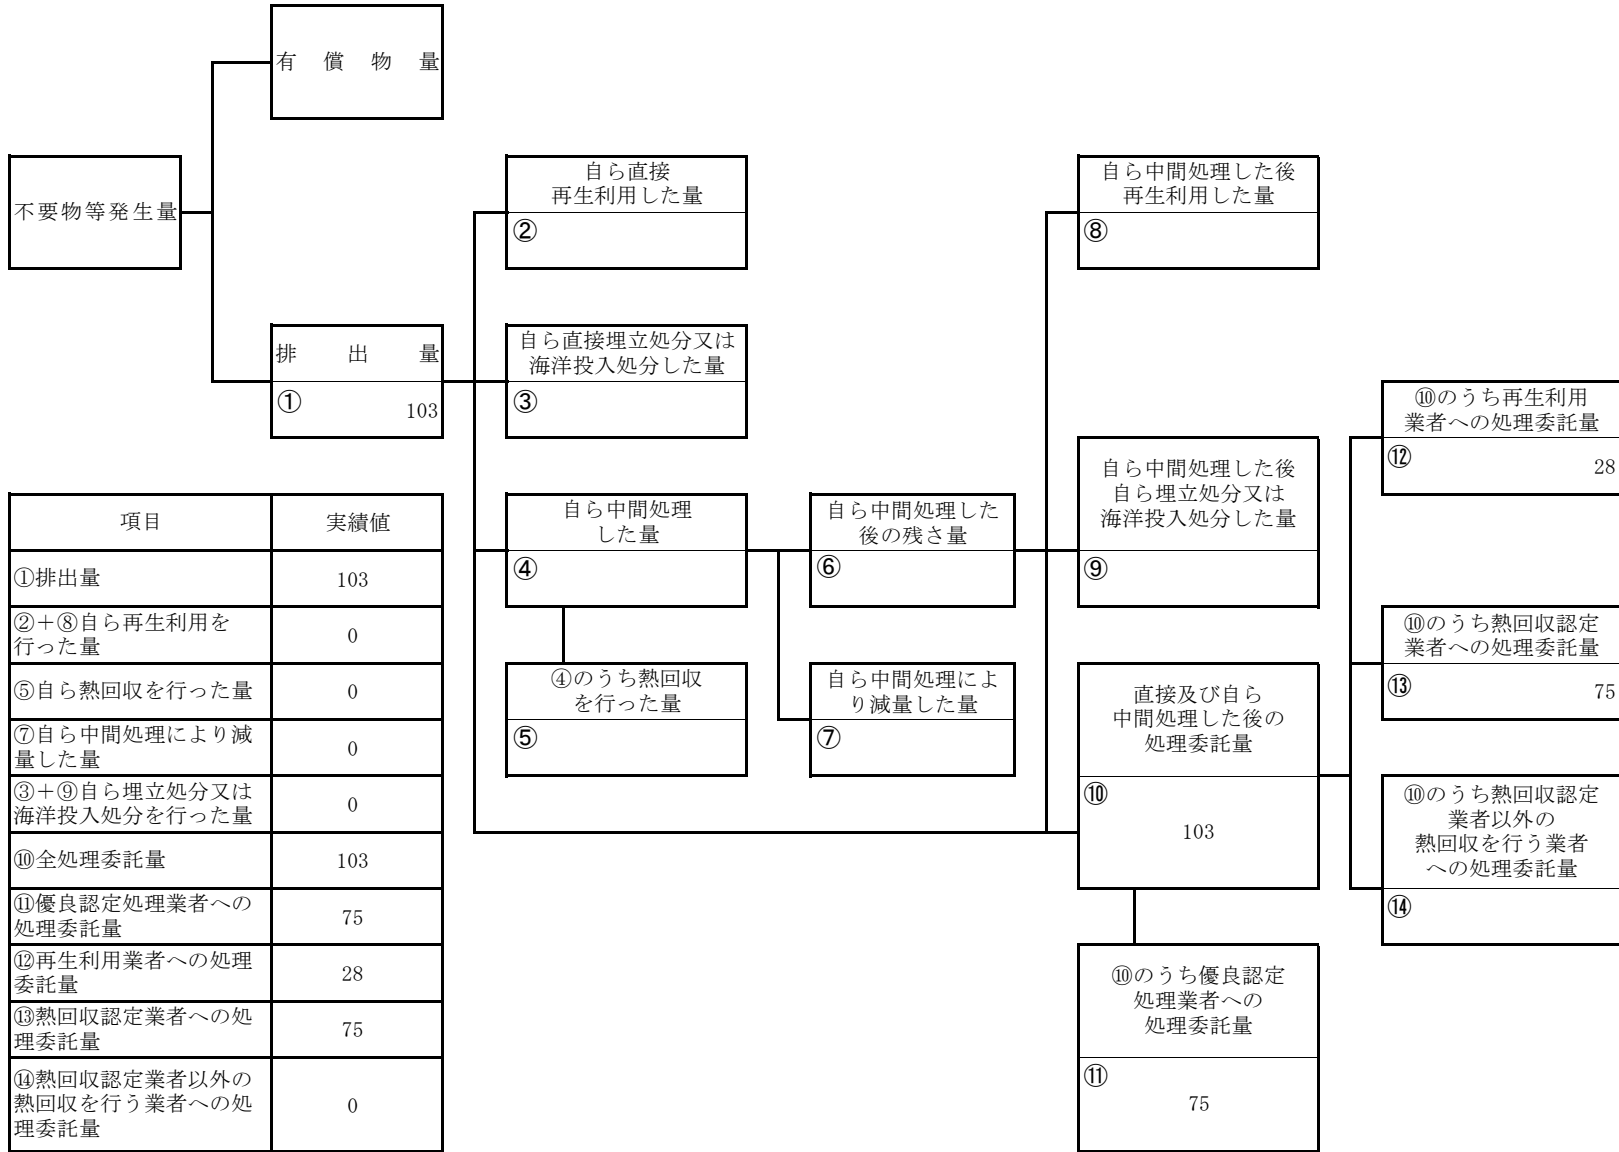 有償物量
不要物等発生量
自ら直接
再生利用した量
②
自ら中間処理した後
再生利用した量
⑧
排出量
①
103
自ら直接埋立処分又は
海洋投入処分した量
③
⑩のうち再生利用
業者への処理委託量
⑫
28
項目
実績値
①排出量
103
②+⑧自ら再生利用を
行った量
0
⑤自ら熱回収を行った量
0
⑦自ら中間処理により減
量した量
0
③+⑨自ら埋立処分又は
海洋投入処分を行った量
0
⑩全処理委託量
103
⑪優良認定処理業者への
処理委託量
75
⑫再生利用業者への処理
委託量
28
⑬熱回収認定業者への処
理委託量
75
⑭熱回収認定業者以外の
熱回収を行う業者への処
理委託量
0
自ら中間処理
した量
④
自ら中間処理した
後の残さ量
⑥
自ら中間処理した後
自ら埋立処分又は
海洋投入処分した量
⑨
④のうち熱回収
を行った量
⑤
自ら中間処理によ
り減量した量
⑦
直接及び自ら
中間処理した後の
処理委託量
⑩
103
⑩のうち熱回収認定
業者への処理委託量
⑬
75
⑩のうち熱回収認定
業者以外の
熱回収を行う業者
への処理委託量
⑭
⑩のうち優良認定
処理業者への
処理委託量
⑪
75